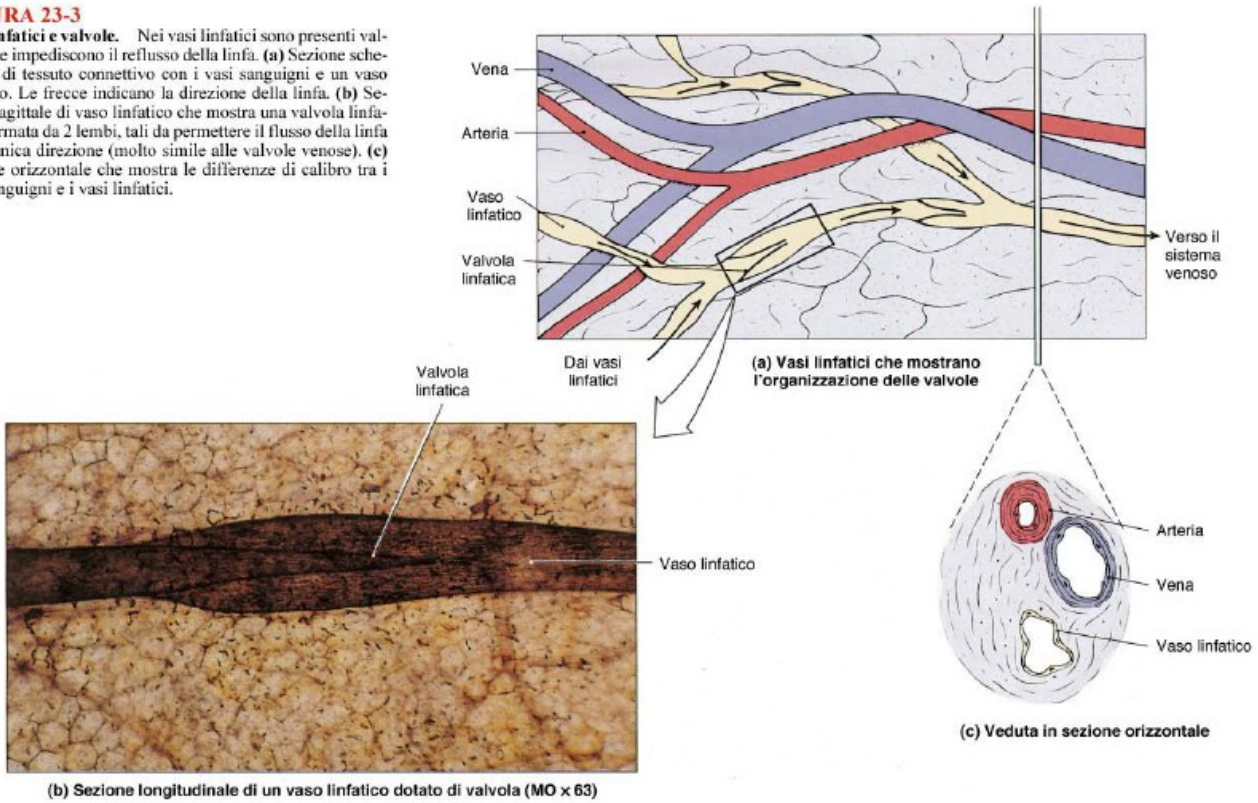 URA 23-3
nfatici e valvole. Nei vasi linfatici sono presenti val-
e impediscono il reflusso della linfa. (a) Sezione sche-
di tessuto connettivo con i vasi sanguigni e un vaso
o. Le frecce indicano la direzione della linfa. (b) Se-
agittale di vaso linfatico che mostra una valvola linfa-
rmata da 2 lembi, tali da permettere il flusso della linfa
nica direzione (molto simile alle valvole venose). (c)
e orizzontale che mostra le differenze di calibro tra i
nguigni e i vasi linfatici.
Vena
Arteria
Vaso
linfatico
Valvola
linfatica
Verso il
sistema
venoso
Dai vasi
linfatici
(a) Vasi linfatici che mostrano
l'organizzazione delle valvole
Valvola
linfatica
Vaso linfatico
(b) Sezione longitudinale di un vaso linfatico dotato di valvola (MO x 63)
Arteria
Vena
Vaso linfatico
(c) Veduta in sezione orizzontale